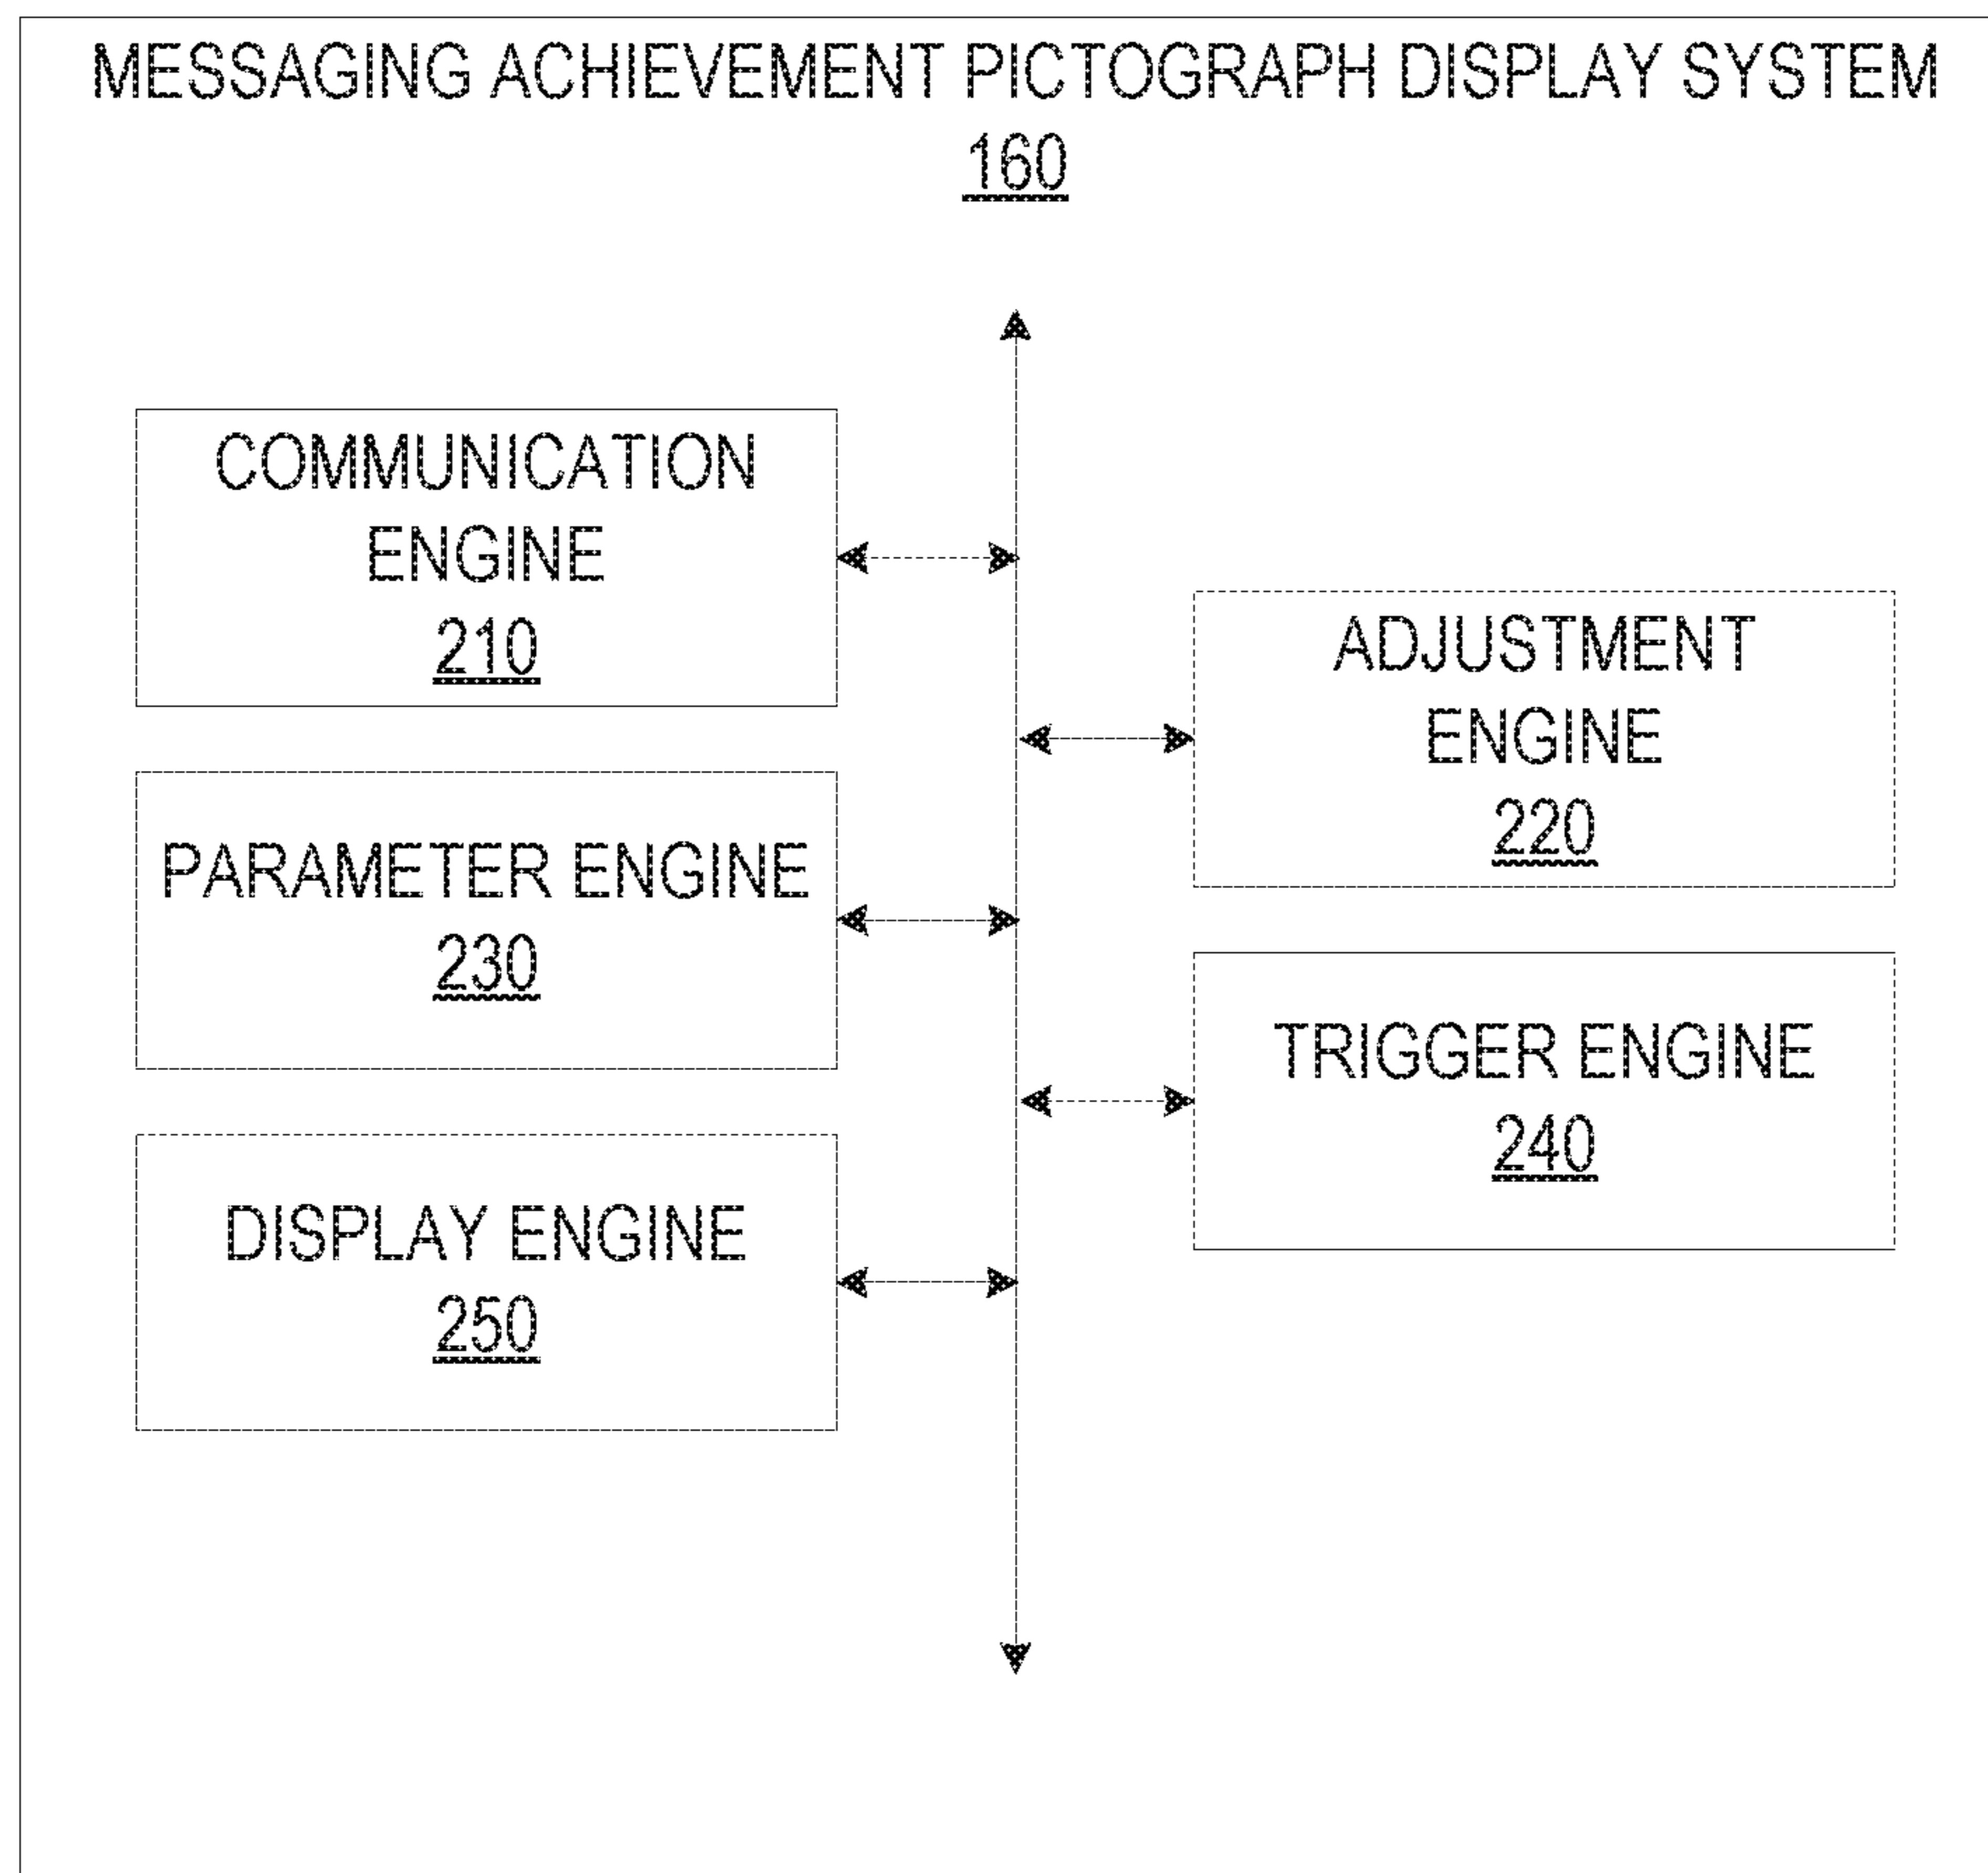 MESSAGING ACHIEVEMENT PICTOGRAPH DISPLAY SYSTEM
160
COMMUNICATION
ENGINE
210
ADJUSTMENT
ENGINE
220
PARAMETER ENGINE
230
TRIGGER ENGINE
240
DISPLAY ENGINE
250